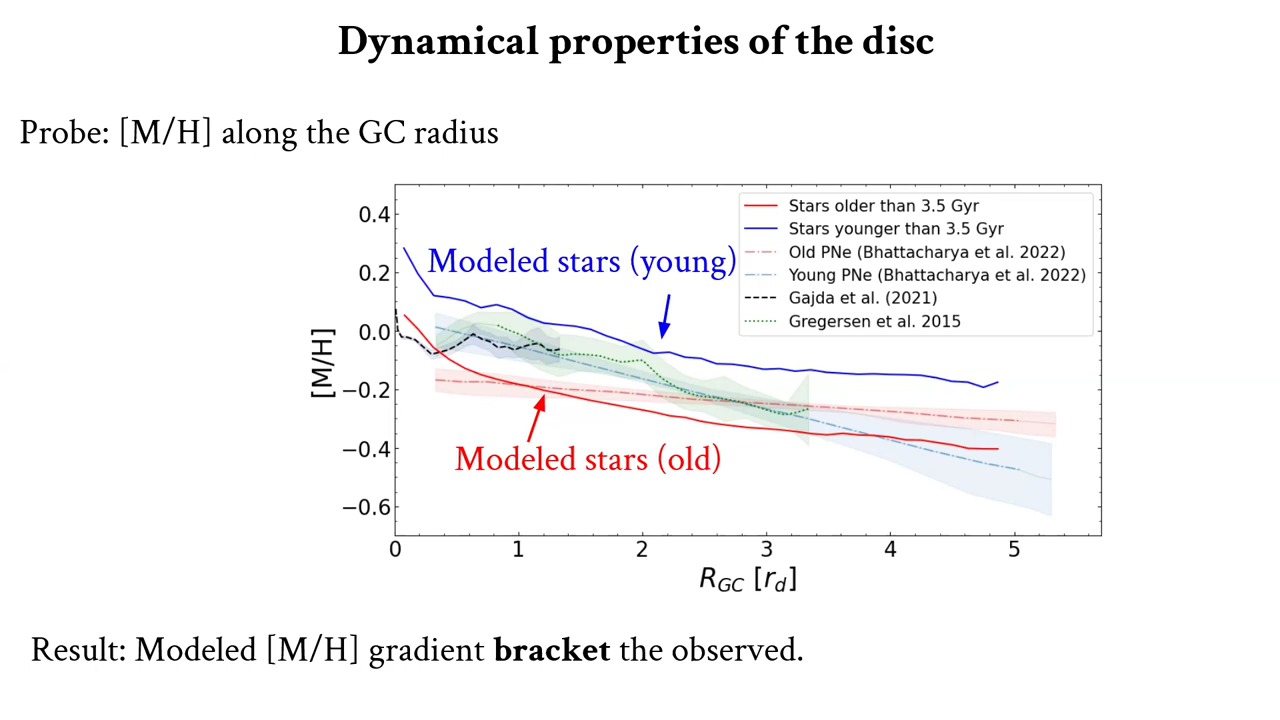 Dynamical properties of the disc
Probe: [M/H] along the GC radius
Stars older than 3.5 Gyr
Stars younger than 3.5 Gyr
Old PNe (Bhattacharya et al. 2022)
Young PNe (Bhattacharya et al. 2022)
Gajda et al. (2021)
Gregersen et al. 2015
Modeled stars (young)
Modeled stars (old)
[M/H]
0.4
0.2
0.0
−0.2
−0.4
−0.6
0 1 2 3 4 5
R_GC [r_d]
Result: Modeled [M/H] gradient bracket the observed.